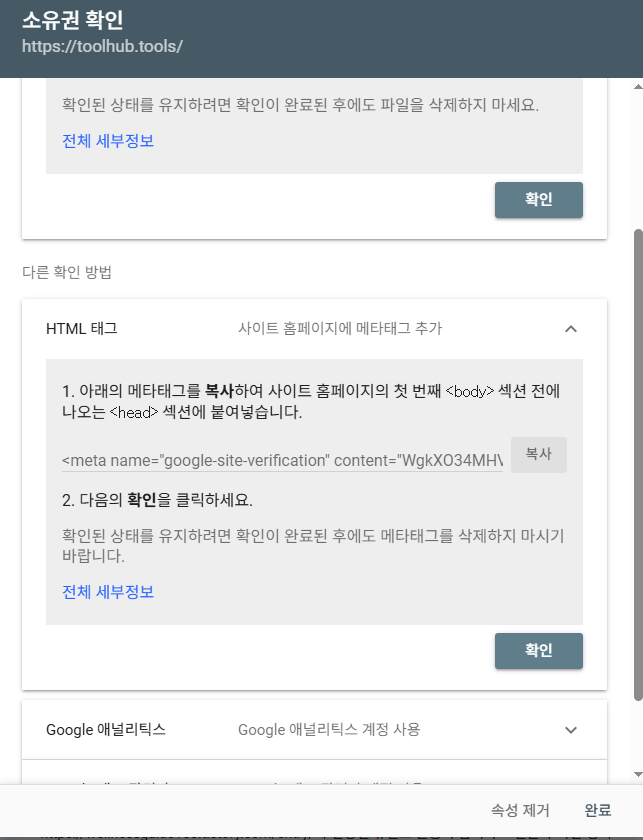 소유권 확인
https://toolhub.tools/
확인된 상태를 유지하려면 확인이 완료된 후에도 파일을 삭제하지 마세요.
전체 세부정보
확인
다른 확인 방법
HTML 태그 사이트 홈페이지에 메타태그 추가
1. 아래의 메타태그를 복사하여 사이트 홈페이지의 첫 번째 <body> 섹션 전에
나오는 <head> 섹션에 붙여넣습니다.
<meta name="google-site-verification" content="WgkXO34MH
복사
2. 다음의 확인을 클릭하세요.
확인된 상태를 유지하려면 확인이 완료된 후에도 메타태그를 삭제하지 마시기
바랍니다.
전체 세부정보
확인
Google 애널리틱스 Google 애널리틱스 계정 사용
속성 제거 완료